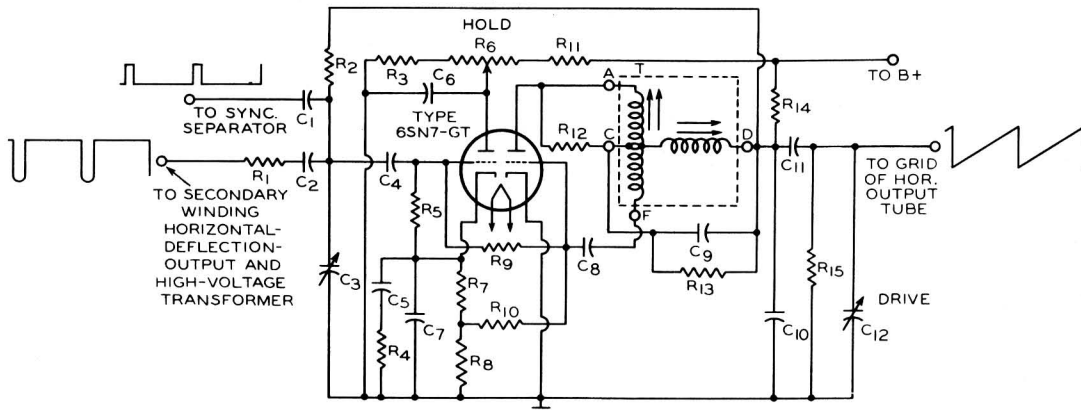 HOLD
R6
R2
R3
R11
C6
A
T
TO B+
TYPE
6SN7-GT
R14
TO SYNC.
SEPARATOR
C1
R12
C
D
C11
R1
C2
C4
TO GRID
OF HOR.
OUTPUT
TUBE
TO SECONDARY
WINDING
HORIZONTAL-
DEFLECTION-
OUTPUT AND
HIGH-VOLTAGE
TRANSFORMER
R5
F
R9
C8
C9
R15
C3
R13
C5
R7
DRIVE
R10
C7
C10
C12
R4
R8